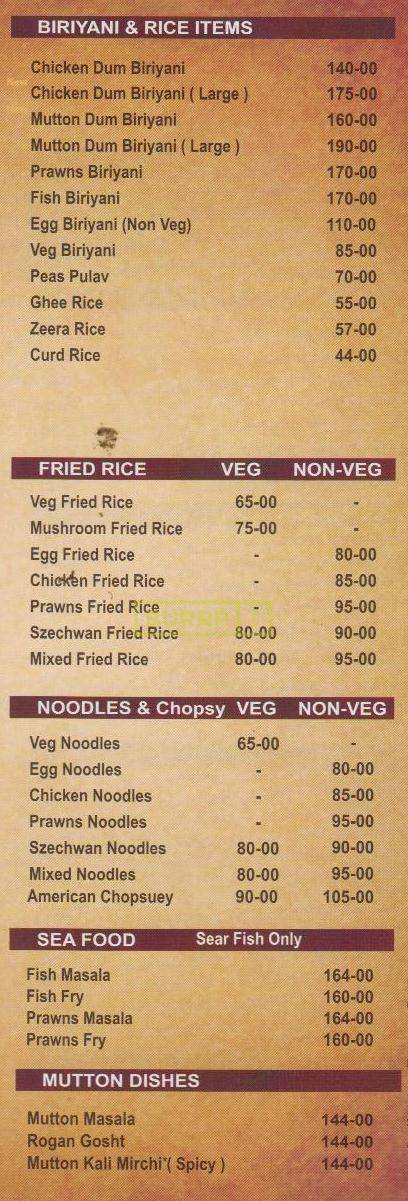 BIRIYANI & RICE ITEMS
Chicken Dum Biriyani 140-00
Chicken Dum Biriyani ( Large ) 175-00
Mutton Dum Biriyani 160-00
Mutton Dum Biriyani ( Large ) 190-00
Prawns Biriyani 170-00
Fish Biriyani 170-00
Egg Biriyani (Non Veg) 110-00
Veg Biriyani 85-00
Peas Pulav 70-00
Ghee Rice 55-00
Zeera Rice 57-00
Curd Rice 44-00
FRIED RICE VEG NON-VEG
Veg Fried Rice 65-00 -
Mushroom Fried Rice 75-00 -
Egg Fried Rice - 80-00
Chicken Fried Rice - 85-00
Prawns Fried Rice - 95-00
Szechwan Fried Rice 80-00 90-00
Mixed Fried Rice 80-00 95-00
NOODLES & Chopsy VEG NON-VEG
Veg Noodles 65-00 -
Egg Noodles - 80-00
Chicken Noodles - 85-00
Prawns Noodles - 95-00
Szechwan Noodles 80-00 90-00
Mixed Noodles 80-00 95-00
American Chopsuey 90-00 105-00
SEA FOOD Sear Fish Only
Fish Masala 164-00
Fish Fry 160-00
Prawns Masala 164-00
Prawns Fry 160-00
MUTTON DISHES
Mutton Masala 144-00
Rogan Gosht 144-00
Mutton Kali Mirchi*( Spicy ) 144-00